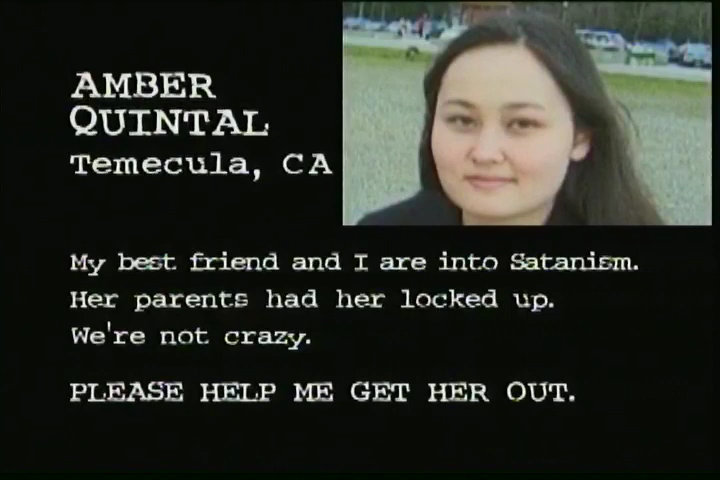 AMBER
QUINTAL
Temecula, CA
My best friend and I are into Satanism.
Her parents had her locked up.
We're not crazy.
PLEASE HELP ME GET HER OUT.